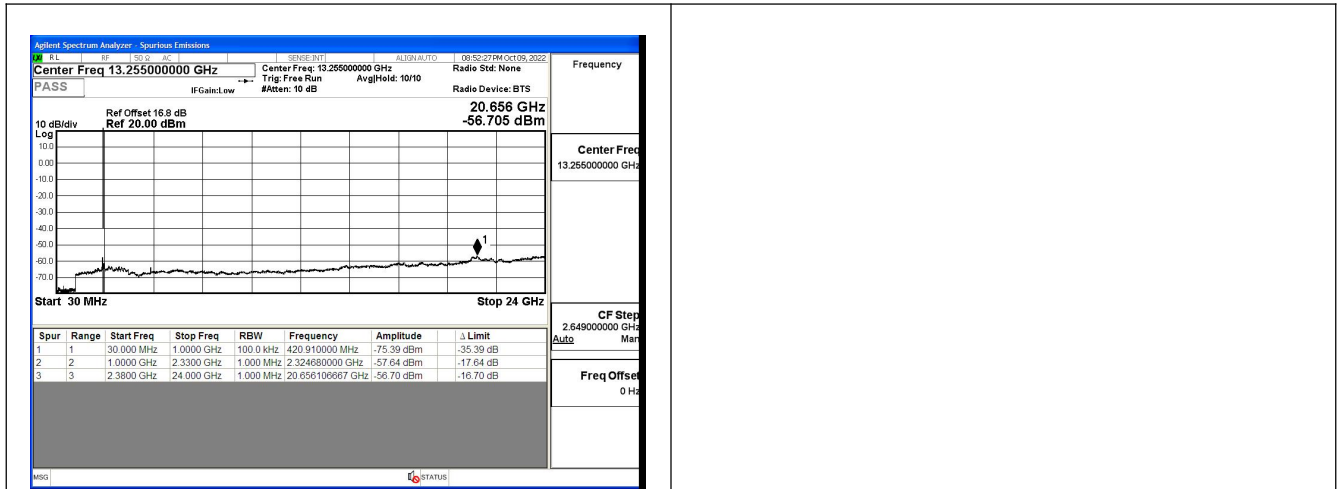 Agilent Spectrum Analyzer - Spurious Emissions
LXI RL RF 50 Ω AC SENSE:INT ALIGN AUTO 08:52:27 PM Oct 09, 2022
Center Freq 13.255000000 GHz Center Freq: 13.255000000 GHz Radio Std: None
Trig: Free Run Avg|Hold: 10/10
PASS IFGain:Low #Atten: 10 dB Radio Device: BTS
Frequency
Ref Offset 16.8 dB 20.656 GHz
10 dB/div Ref 20.00 dBm -56.705 dBm
Log
10.0
0.00
-10.0
-20.0
-30.0
-40.0
-50.0
-60.0
-70.0
1
Start 30 MHz Stop 24 GHz
Center Freq
13.255000000 GHz
CF Step
2.649000000 GHz
Auto Man
Freq Offset
0 Hz
Spur Range Start Freq Stop Freq RBW Frequency Amplitude Δ Limit
1 1 30.000 MHz 1.0000 GHz 100.0 kHz 420.910000 MHz -75.39 dBm -35.39 dB
2 2 1.0000 GHz 2.3300 GHz 1.000 MHz 2.324680000 GHz -57.64 dBm -17.64 dB
3 3 2.3800 GHz 24.000 GHz 1.000 MHz 20.656106667 GHz -56.70 dBm -16.70 dB
MSG STATUS